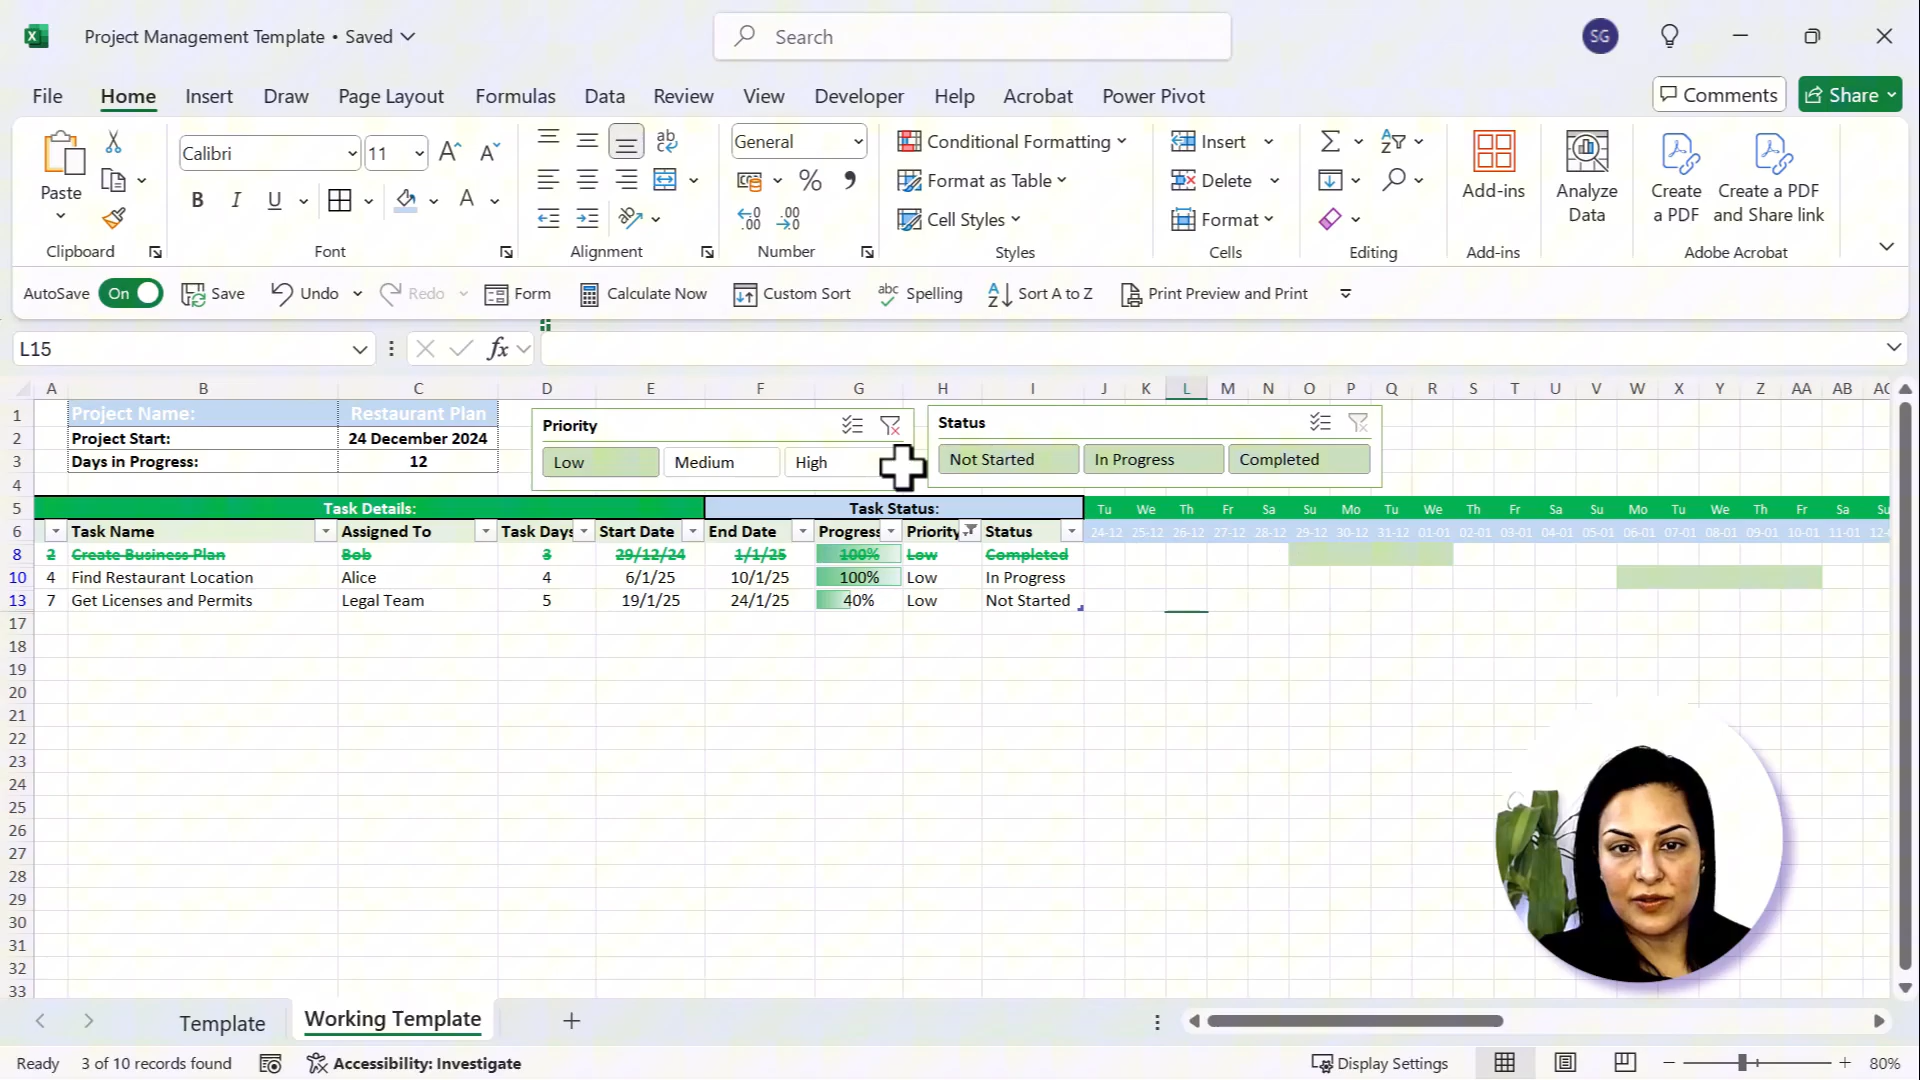 Project Management Template • Saved
Search
SG
File Home Insert Draw Page Layout Formulas Data Review View Developer Help Acrobat Power Pivot
Comments Share
Paste
Clipboard
Calibri 11
B I U A
Font
ab
Alignment
General
% 9
Number
Conditional Formatting
Format as Table
Cell Styles
Styles
Insert
Delete
Format
Cells
Editing
Add-ins
Add-ins
Analyze
Data
Create
a PDF
Create a PDF
and Share link
Adobe Acrobat
AutoSave On Save Undo Redo Form Calculate Now Custom Sort Spelling Sort A to Z Print Preview and Print
L15 fx
A B C D E F G H I J K L M N O P Q R S T U V W X Y Z AA AB
1 Project Name: Restaurant Plan
2 Project Start: 24 December 2024
3 Days in Progress: 12
4
Priority
Low Medium High
Status
Not Started In Progress Completed
5 Task Details: Task Status: Tu We Th Fr Sa Su Mo Tu We Th Fr Sa Su Mo Tu We Th Fr Sa Su
6 Task Name Assigned To Task Days Start Date End Date Progress Priority Status 24-12 25-12 26-12 27-12 28-12 29-12 30-12 31-12 01-01 02-01 03-01 04-01 05-01 06-01 07-01 08-01 09-01 10-01 11-01
8 2 Create Business Plan Bob 3 29/12/24 1/1/25 100% Low Completed
10 4 Find Restaurant Location Alice 4 6/1/25 10/1/25 100% Low In Progress
13 7 Get Licenses and Permits Legal Team 5 19/1/25 24/1/25 40% Low Not Started
17
18
19
20
21
22
23
24
25
26
27
28
29
30
31
32
33
Template Working Template
Ready 3 of 10 records found Accessibility: Investigate Display Settings 80%